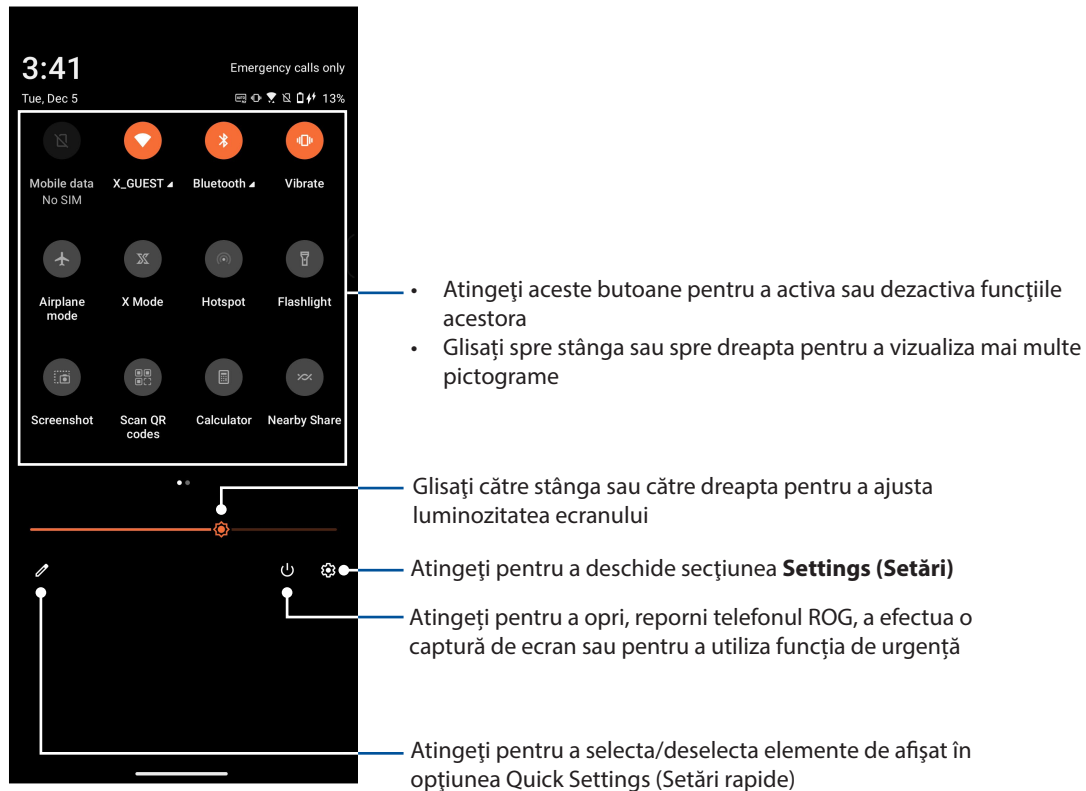 3:41
Emergency calls only
Tue, Dec 5
13%
Mobile data
No SIM
X_GUEST
Bluetooth
Vibrate
Airplane
mode
X Mode
Hotspot
Flashlight
Screenshot
Scan QR
codes
Calculator
Nearby Share
• Atingeţi aceste butoane pentru a activa sau dezactiva funcţiile
acestora
• Glisați spre stânga sau spre dreapta pentru a vizualiza mai multe
pictograme
Glisaţi către stânga sau către dreapta pentru a ajusta
luminozitatea ecranului
Atingeţi pentru a deschide secţiunea Settings (Setări)
Atingeți pentru a opri, reporni telefonul ROG, a efectua o
captură de ecran sau pentru a utiliza funcția de urgență
Atingeţi pentru a selecta/deselecta elemente de afişat în
opţiunea Quick Settings (Setări rapide)